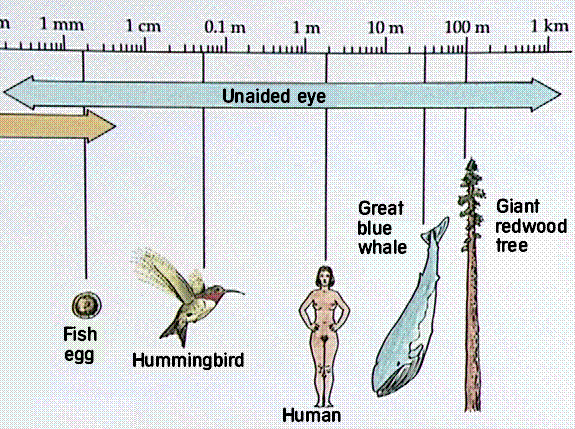 m 1 mm 1 cm 0.1 m 1 m 10 m 100 m 1 km
Unaided eye
Great
blue
whale
Giant
redwood
tree
Fish
egg
Hummingbird
Human